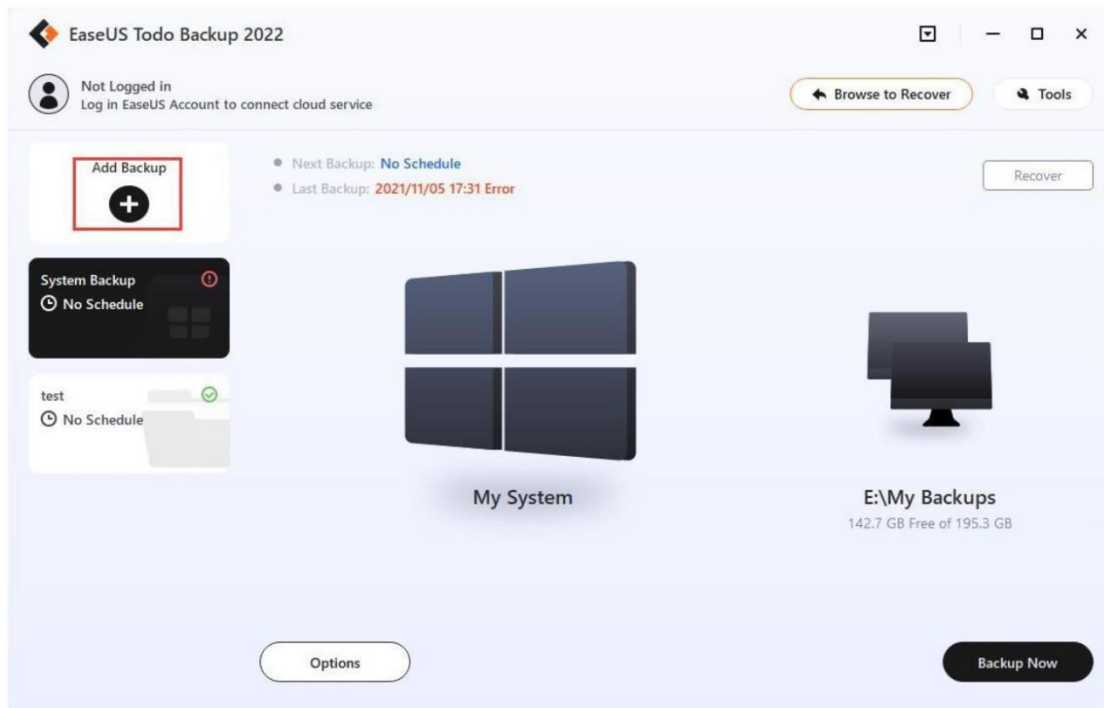 EaseUS Todo Backup 2022
Not Logged in
Log in EaseUS Account to connect cloud service
Browse to Recover
Tools
Add Backup
Next Backup: No Schedule
Last Backup: 2021/11/05 17:31 Error
Recover
System Backup
No Schedule
test
No Schedule
My System
E:\My Backups
142.7 GB Free of 195.3 GB
Options
Backup Now